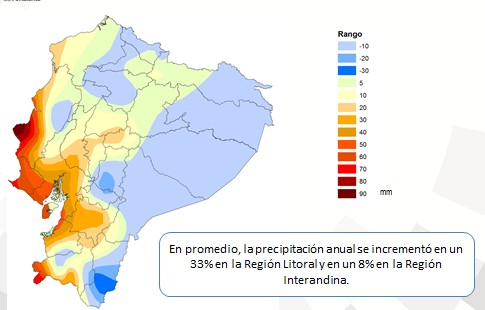 Rango
-10
-20
-30
5
10
20
30
40
50
60
70
80
90
mm
En promedio, la precipitación anual se incrementó en un
33% en la Región Litoral y en un 8% en la Región
Interandina.